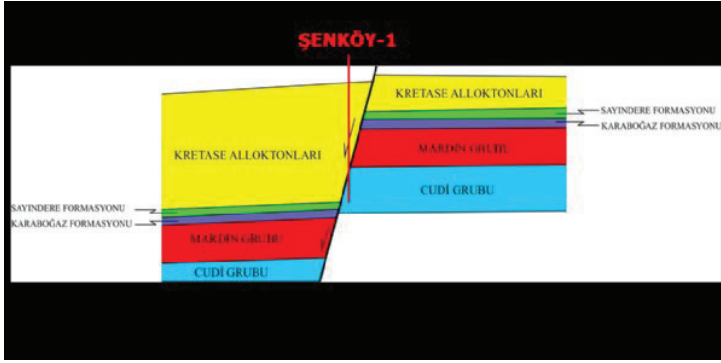 ŞENKÖY-1
KRETASE ALLOKTONLARI
SAYINDERE FORMASYONU
KARABOĞAZ FORMASYONU
MARDİN GRUBU
KRETASE ALLOKTONLARI
CUDİ GRUBU
SAYINDERE FORMASYONU
KARABOĞAZ FORMASYONU
MARDİN GRUBU
CUDİ GRUBU